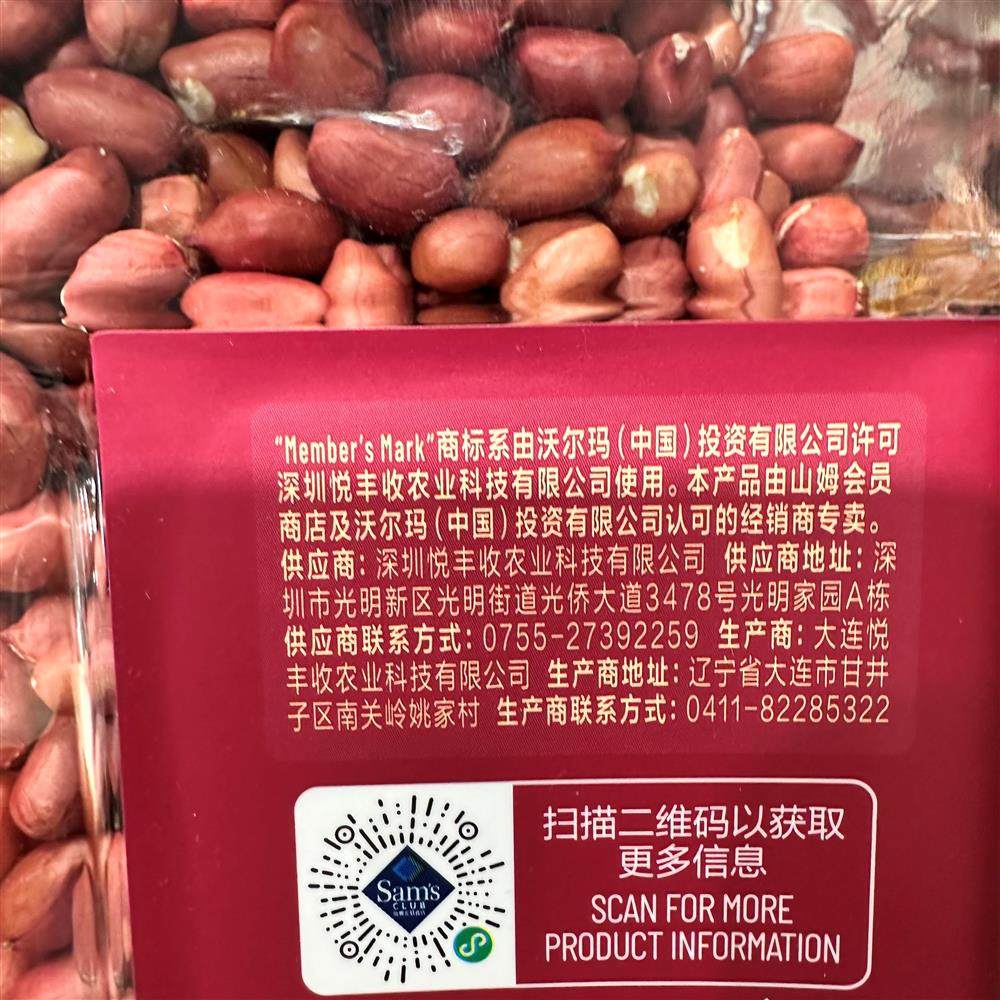 “Member's Mark”商标系由沃尔玛（中国）投资有限公司许可
深圳悦丰收农业科技有限公司使用。本产品由山姆会员
商店及沃尔玛（中国）投资有限公司认可的经销商专卖。
供应商：深圳悦丰收农业科技有限公司 供应商地址：深
圳市光明新区光明街道光侨大道3478号光明家园A栋
供应商联系方式：0755-27392259 生产商：大连悦
丰收农业科技有限公司 生产商地址：辽宁省大连市甘井
子区南关岭姚家村 生产商联系方式：0411-82285322
扫描二维码以获取
更多信息
SCAN FOR MORE
PRODUCT INFORMATION
Sam's
CLUB